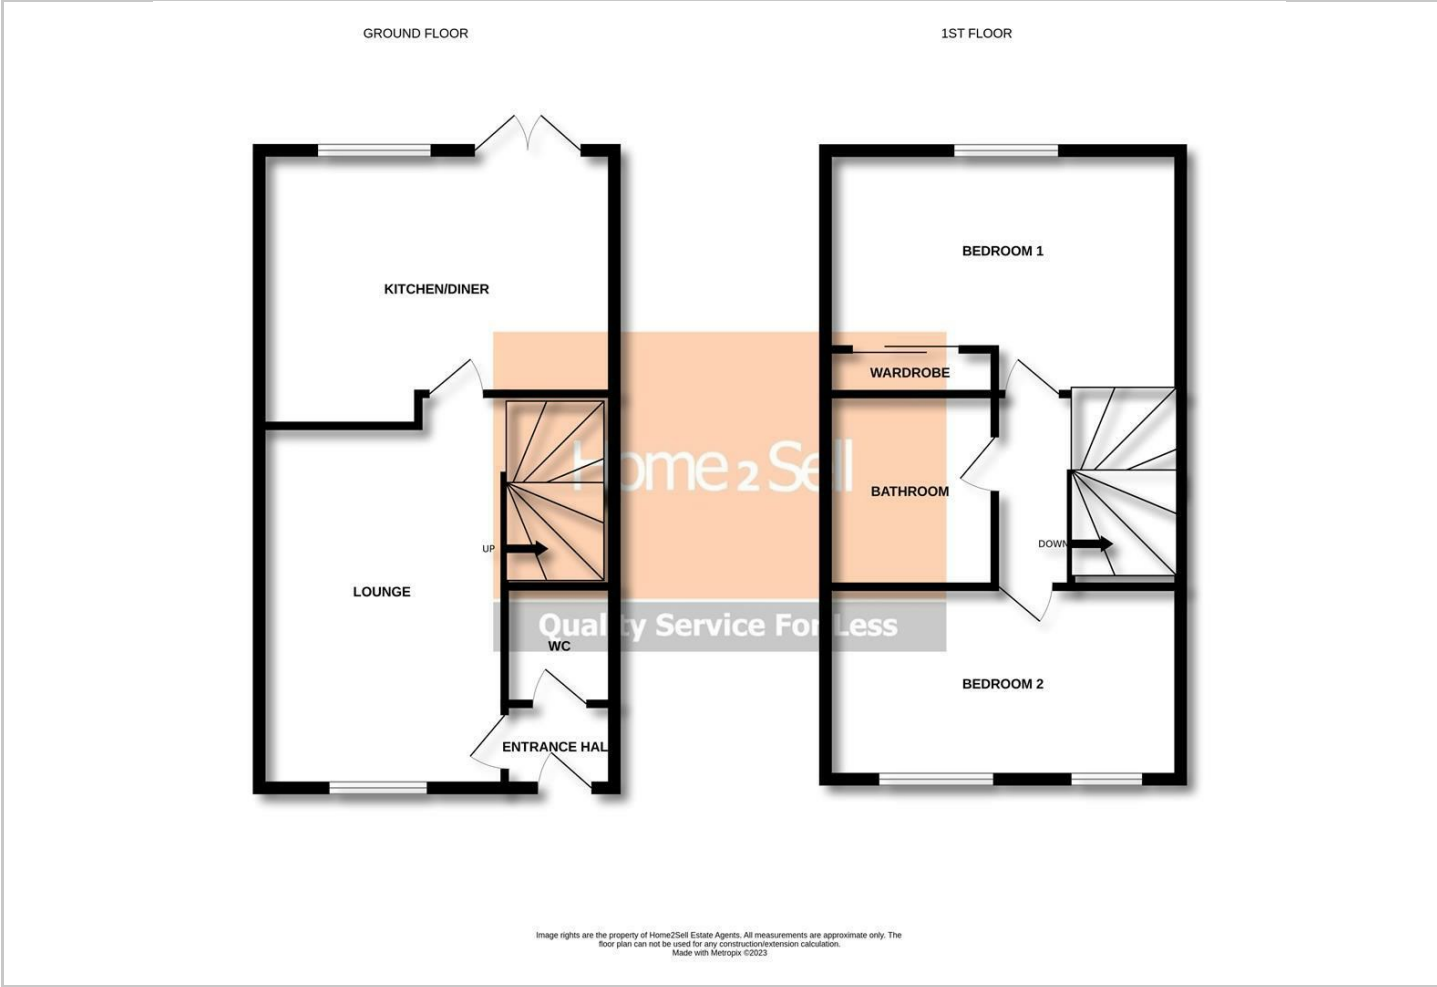 GROUND FLOOR
1ST FLOOR
KITCHEN/DINER
LOUNGE
UP
WC
ENTRANCE HAL
BEDROOM 1
WARDROBE
BATHROOM
DOWN
BEDROOM 2
Home 2 Sell
Quality Service For Less
Image rights are the property of Home2Sell Estate Agents. All measurements are approximate only. The
floor plan can not be used for any construction/extension calculation.
Made with Metropix ©2023